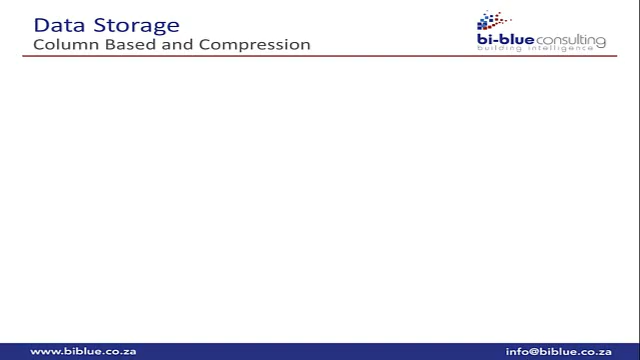 Data Storage
Column Based and Compression
bi-blue consulting
building intelligence
www.biblue.co.za
info@biblue.co.za